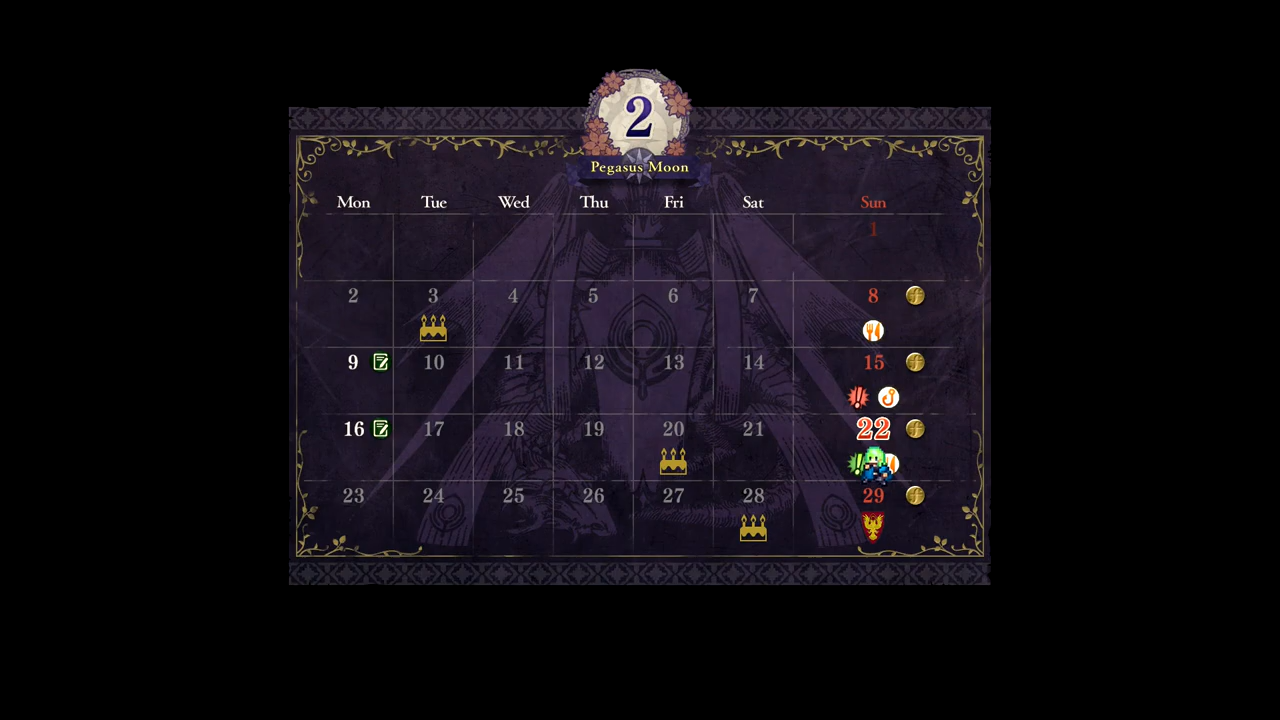 2
Pegasus Moon
Mon Tue Wed Thu Fri Sat Sun
1
2 3 4 5 6 7 8
9 10 11 12 13 14 15
16 17 18 19 20 21 22
23 24 25 26 27 28 29